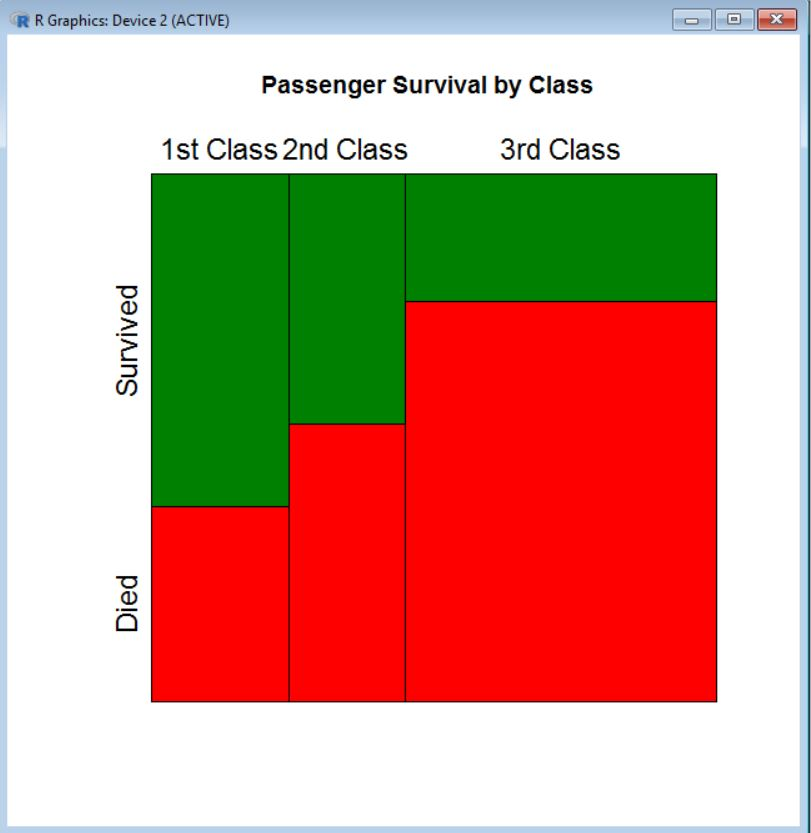 R Graphics: Device 2 (ACTIVE)
Passenger Survival by Class
1st Class 2nd Class 3rd Class
Survived
Died